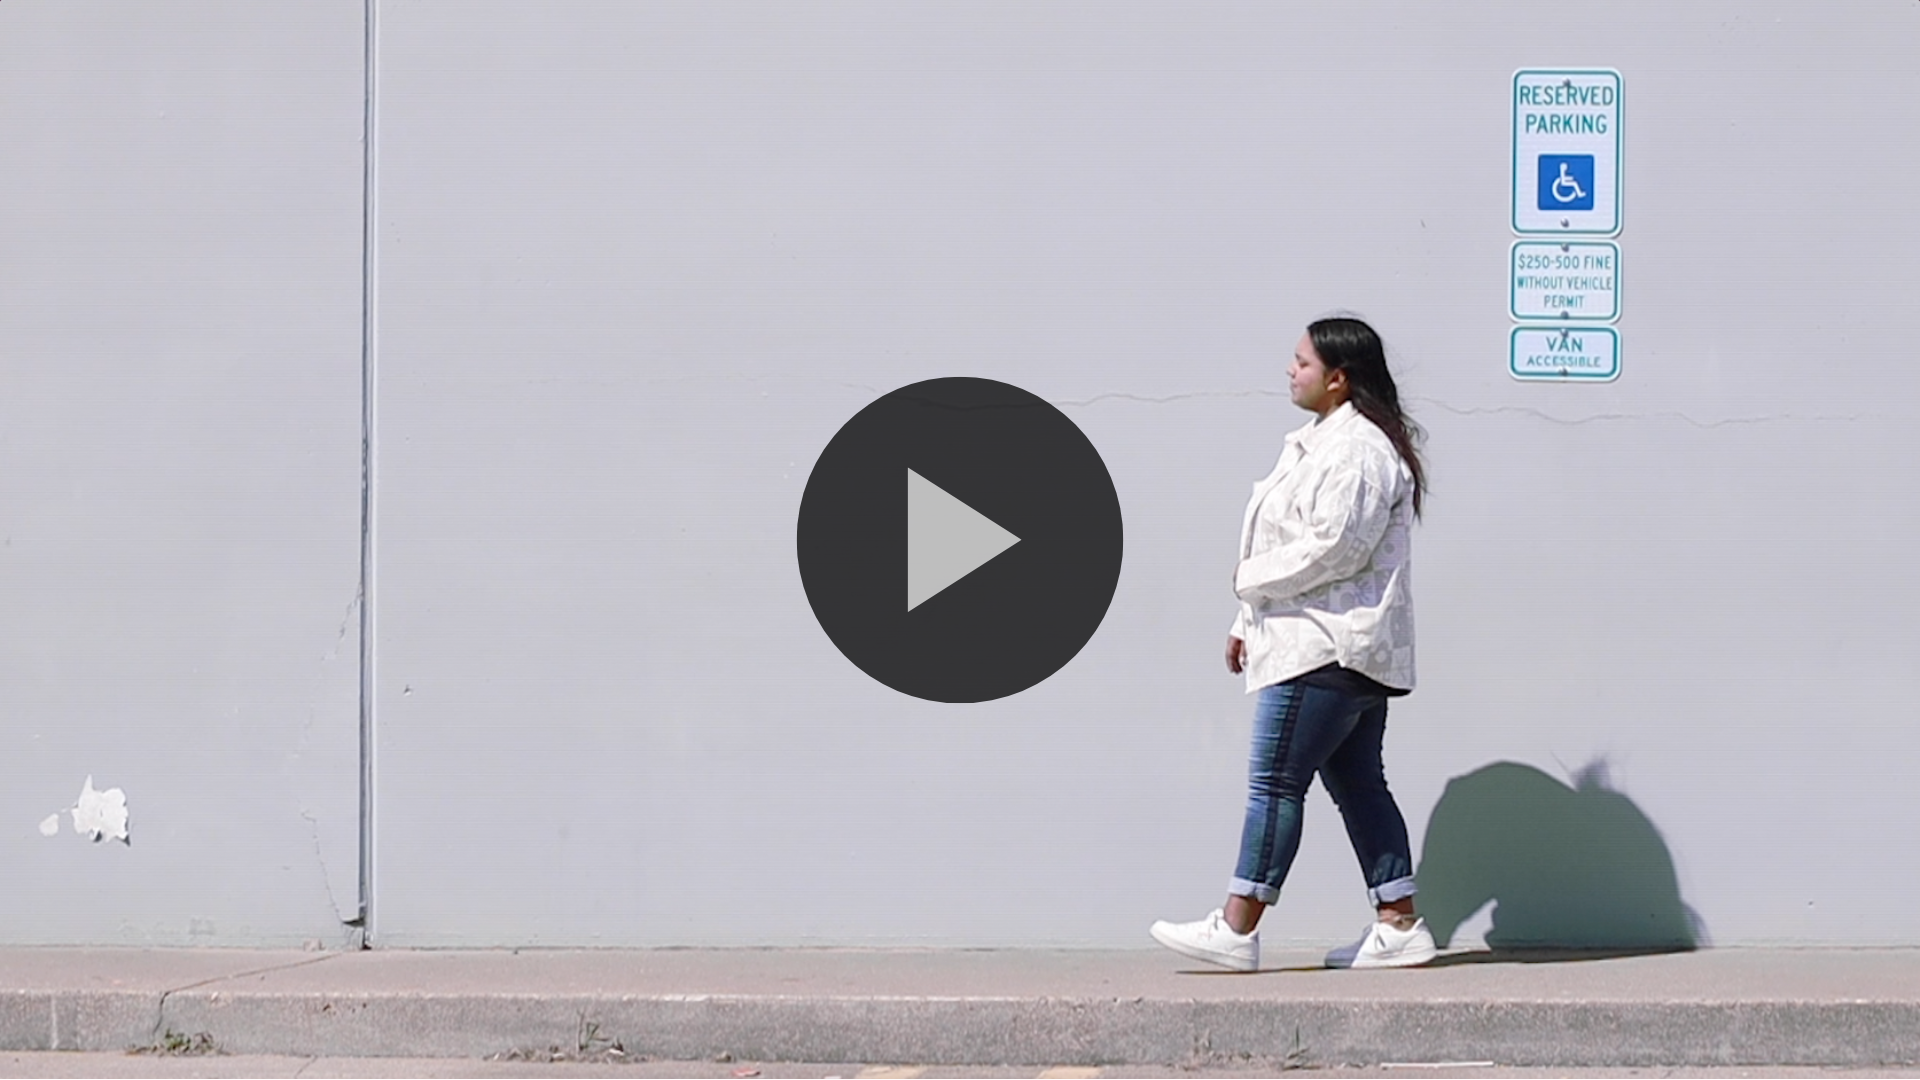 RESERVED
PARKING
$250-500 FINE
WITHOUT VEHICLE
PERMIT
VAN
ACCESSIBLE